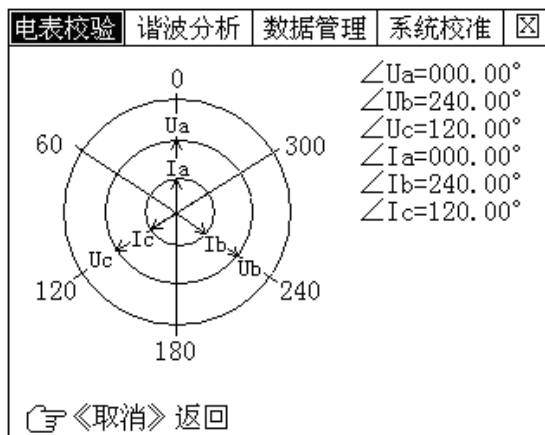 电表校验 谐波分析 数据管理 系统校准
0
∠Ua=000.00°
∠Ub=240.00°
∠Uc=120.00°
∠Ia=000.00°
∠Ib=240.00°
∠Ic=120.00°
Ua
60
300
Ia
Ic
Ib
Uc
Ub
120
240
180
《取消》返回